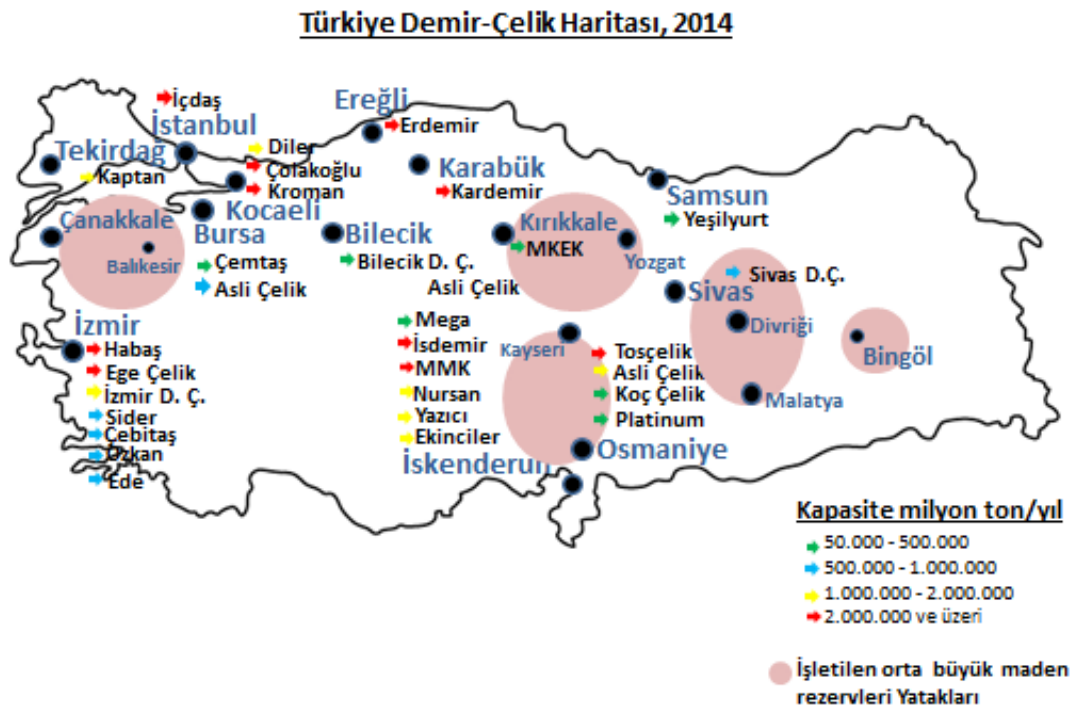 Türkiye Demir-Çelik Haritası, 2014
İçdaş
İstanbul
Ereğli
Erdemir
Tekirdağ
Kaptan
Diler
Çolakoğlu
Kroman
Kocaeli
Karabük
Kardemir
Samsun
Yeşilyurt
Çanakkale
Balıkesir
Bursa
Çemtaş
Asli Çelik
Bilecik
Bilecik D. Ç.
Asli Çelik
Kırıkkale
MKEK
Yozgat
Sivas D.Ç.
Sivas
Divriği
Malatya
Bingöl
İzmir
Habaş
Ege Çelik
İzmir D. Ç.
Sider
Çebitaş
Özkan
Ede
Mega
İsdemir
MMK
Nursan
Yazıcı
Ekinciler
İskenderun
Kayseri
Tosçelik
Asli Çelik
Koç Çelik
Platinum
Osmaniye
Kapasite milyon ton/yıl
50.000 - 500.000
500.000 - 1.000.000
1.000.000 - 2.000.000
2.000.000 ve üzeri
İşletilen orta büyük maden
rezervleri Yatakları